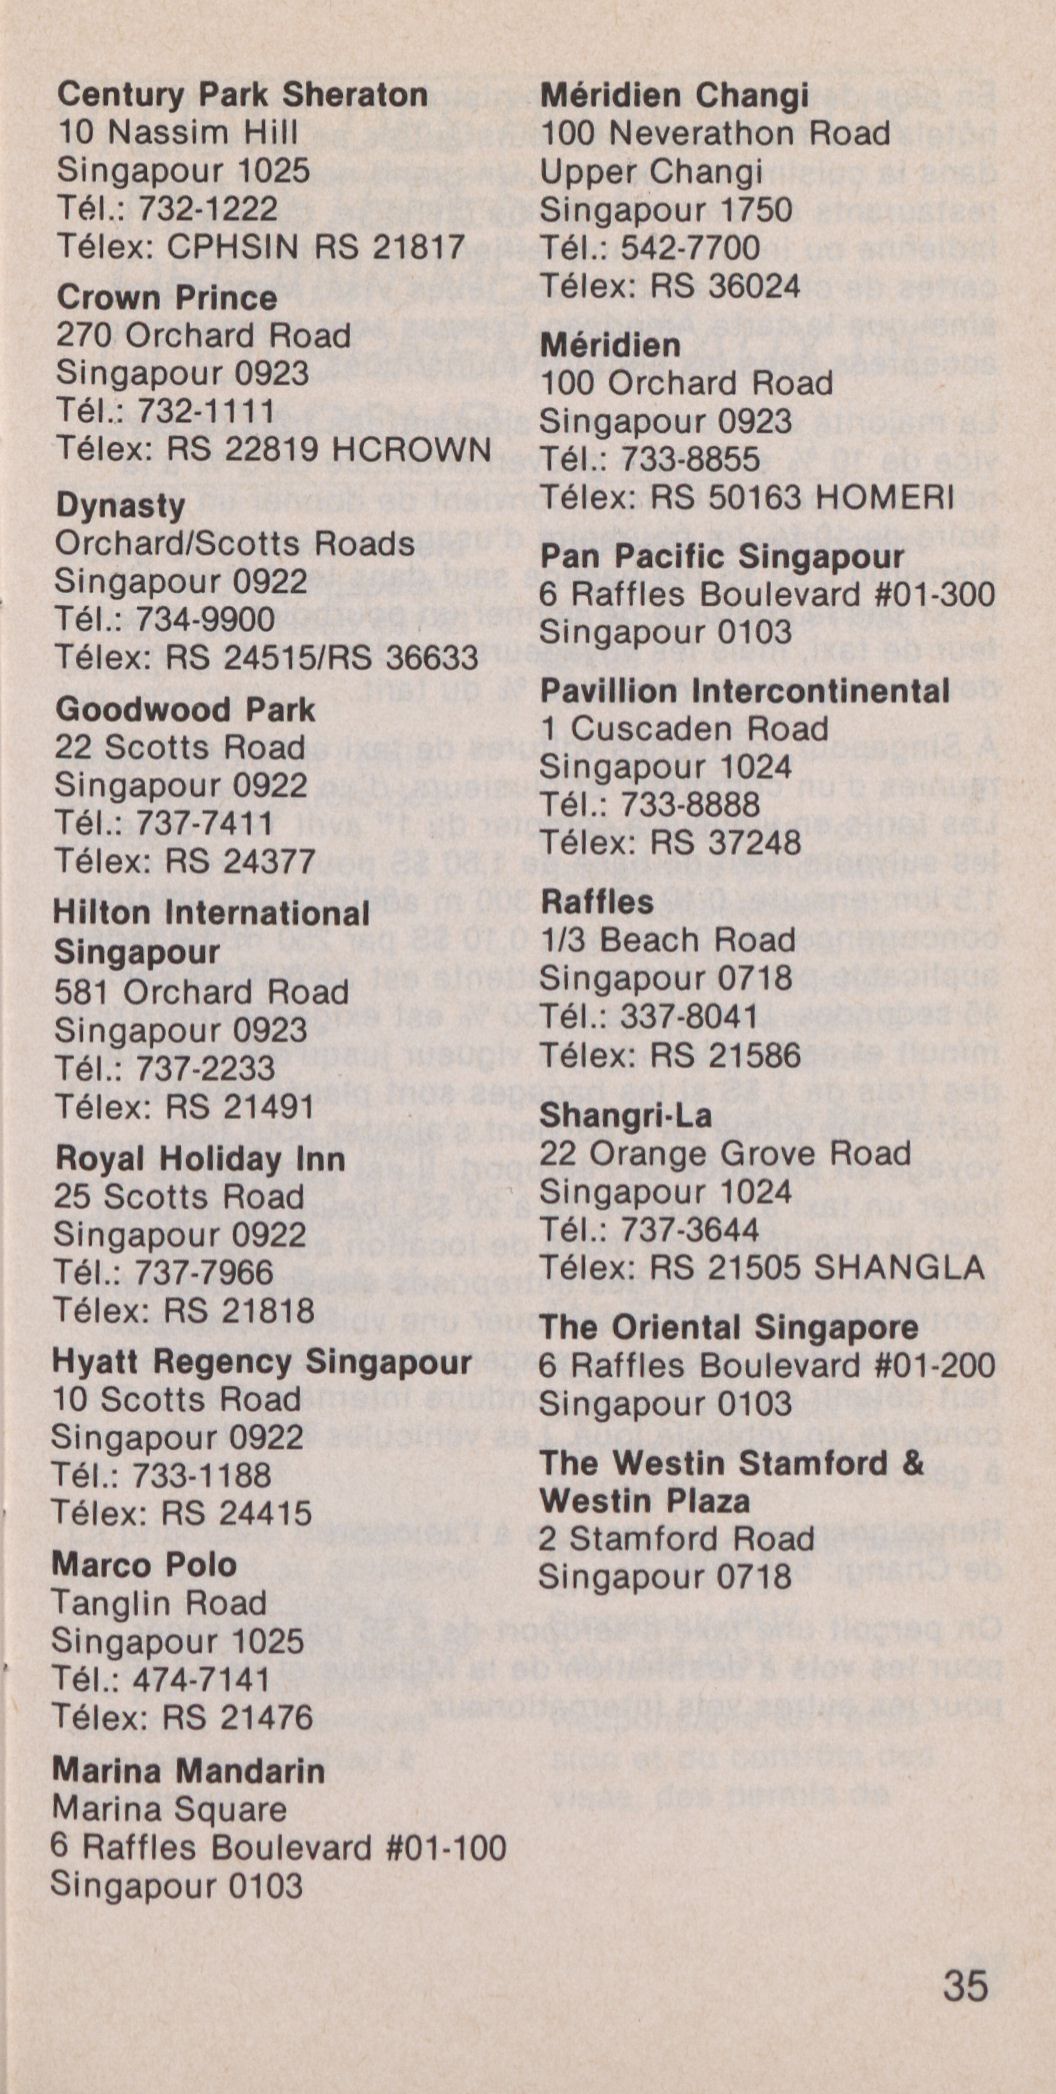 Century Park Sheraton
10 Nassim Hill
Singapour 1025
Tél.: 732-1222
Télex: CPHSIN RS 21817
Crown Prince
270 Orchard Road
Singapour 0923
Tél.: 732-1111
Télex: RS 22819 HCROWN
Dynasty
Orchard/Scotts Roads
Singapour 0922
Tél.: 734-9900
Télex: RS 24515/RS 36633
Goodwood Park
22 Scotts Road
Singapour 0922
Tél.: 737-7411
Télex: RS 24377
Hilton International
Singapour
581 Orchard Road
Singapour 0923
Tél.: 737-2233
Télex: RS 21491
Royal Holiday Inn
25 Scotts Road
Singapour 0922
Tél.: 737-7966
Télex: RS 21818
Hyatt Regency Singapour
10 Scotts Road
Singapour 0922
Tél.: 733-1188
Télex: RS 24415
Marco Polo
Tanglin Road
Singapour 1025
Tél.: 474-7141
Télex: RS 21476
Marina Mandarin
Marina Square
6 Raffles Boulevard #01-100
Singapour 0103
Méridien Changi
100 Neverathon Road
Upper Changi
Singapour 1750
Tél.: 542-7700
Télex: RS 36024
Méridien
100 Orchard Road
Singapour 0923
Tél.: 733-8855
Télex: RS 50163 HOMERI
Pan Pacific Singapour
6 Raffles Boulevard #01-300
Singapour 0103
Pavillion Intercontinental
1 Cuscaden Road
Singapour 1024
Tél.: 733-8888
Télex: RS 37248
Raffles
1/3 Beach Road
Singapour 0718
Tél.: 337-8041
Télex: RS 21586
Shangri-La
22 Orange Grove Road
Singapour 1024
Tél.: 737-3644
Télex: RS 21505 SHANGLA
The Oriental Singapore
6 Raffles Boulevard #01-200
Singapour 0103
The Westin Stamford &
Westin Plaza
2 Stamford Road
Singapour 0718
35